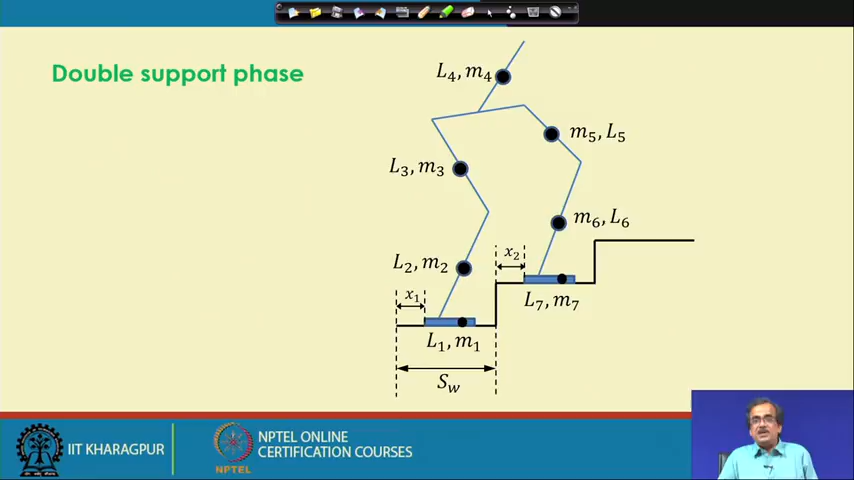 Double support phase
L₄, m₄
m₅, L₅
L₃, m₃
m₆, L₆
x₂
L₂, m₂
x₁
L₇, m₇
L₁, m₁
S_w
IIT KHARAGPUR
NPTEL
NPTEL ONLINE
CERTIFICATION COURSES